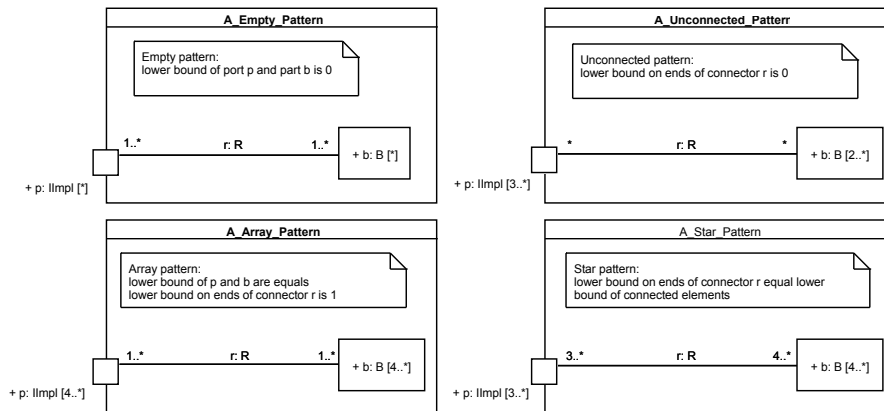 A_Empty_Pattern
Empty pattern:
lower bound of port p and part b is 0
1..*
r: R
1..*
+ b: B [*]
+ p: IImpl [*]
A_Unconnected_Patterr
Unconnected pattern:
lower bound on ends of connector r is 0
*
r: R
*
+ b: B [2..*]
+ p: IImpl [3..*]
A_Array_Pattern
Array pattern:
lower bound of p and b are equals
lower bound on ends of connector r is 1
1..*
r: R
1..*
+ b: B [4..*]
+ p: IImpl [4..*]
A_Star_Pattern
Star pattern:
lower bound on ends of connector r equal lower
bound of connected elements
3..*
r: R
4..*
+ b: B [4..*]
+ p: IImpl [3..*]